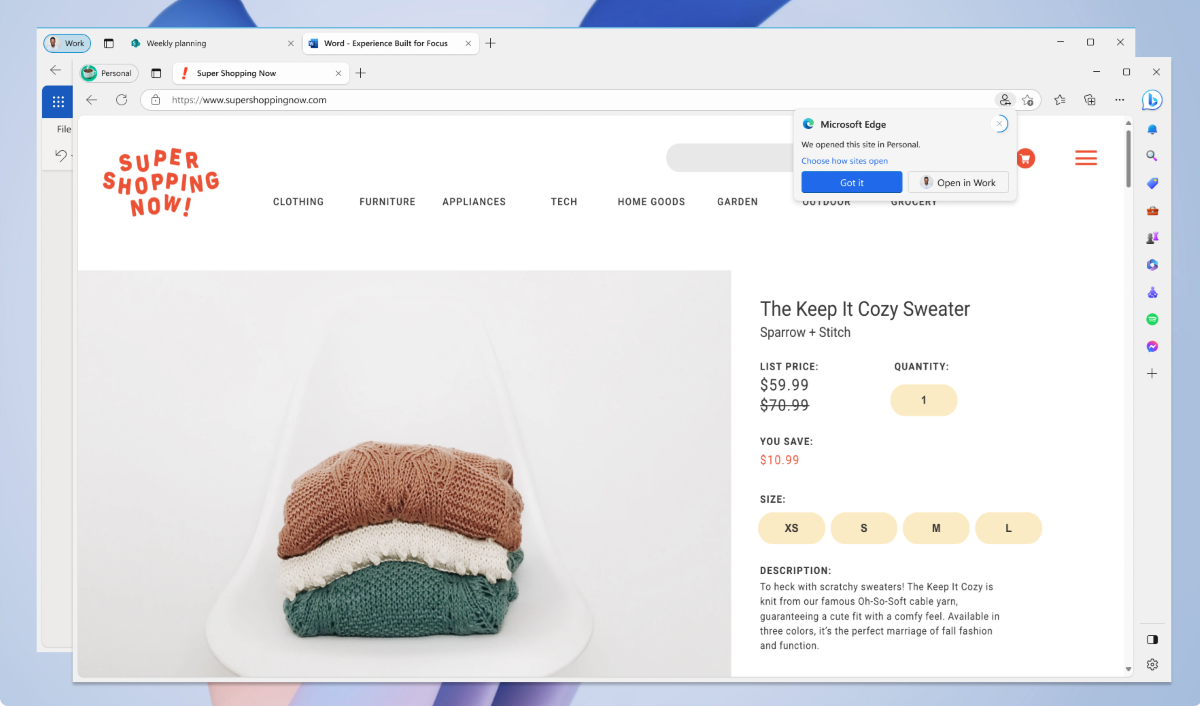 Work
Weekly planning
Word - Experience Built for Focus
Personal
Super Shopping Now
https://www.supershoppingnow.com
File
Microsoft Edge
We opened this site in Personal.
Choose how sites open
Got it
Open in Work
SUPER
SHOPPING
NOW!
CLOTHING
FURNITURE
APPLIANCES
TECH
HOME GOODS
GARDEN
OUTDOOR
GROCERY
The Keep It Cozy Sweater
Sparrow + Stitch
LIST PRICE:
QUANTITY:
$59.99
$70.99
1
YOU SAVE:
$10.99
SIZE:
XS
S
M
L
DESCRIPTION:
To heck with scratchy sweaters! The Keep It Cozy is
knit from our famous Oh-So-Soft cable yarn,
guaranteeing a cute fit with a comfy feel. Available in
three colors, it's the perfect marriage of fall fashion
and function.